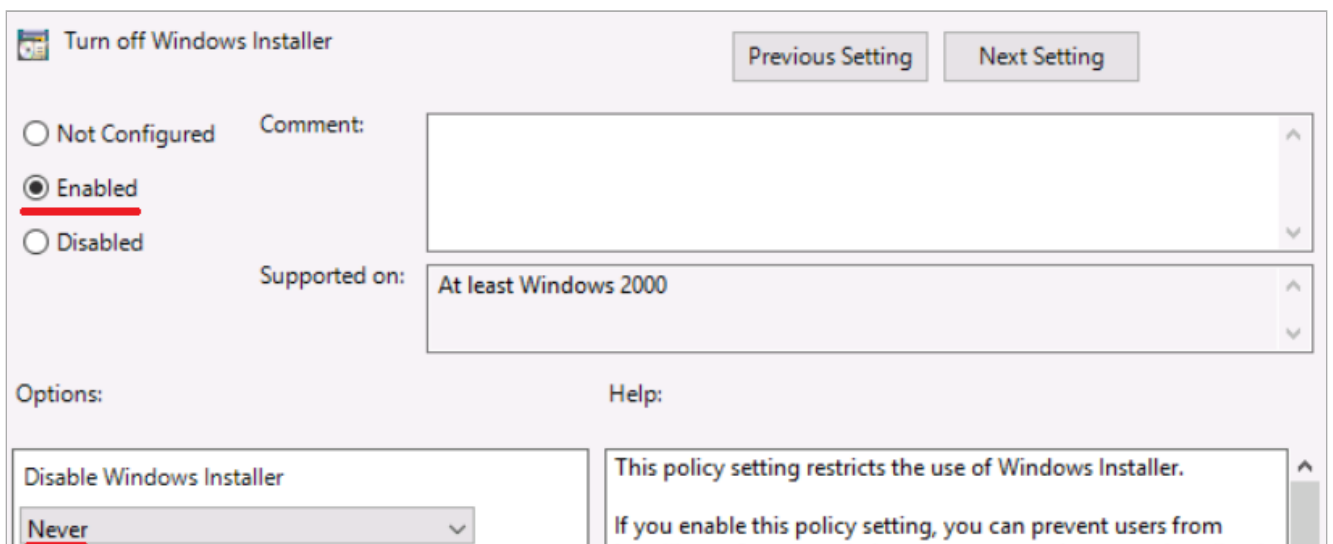 Turn off Windows Installer
Previous Setting
Next Setting
Not Configured
Comment:
Enabled
Disabled
Supported on:
At least Windows 2000
Options:
Help:
Disable Windows Installer
Never
This policy setting restricts the use of Windows Installer.
If you enable this policy setting, you can prevent users from